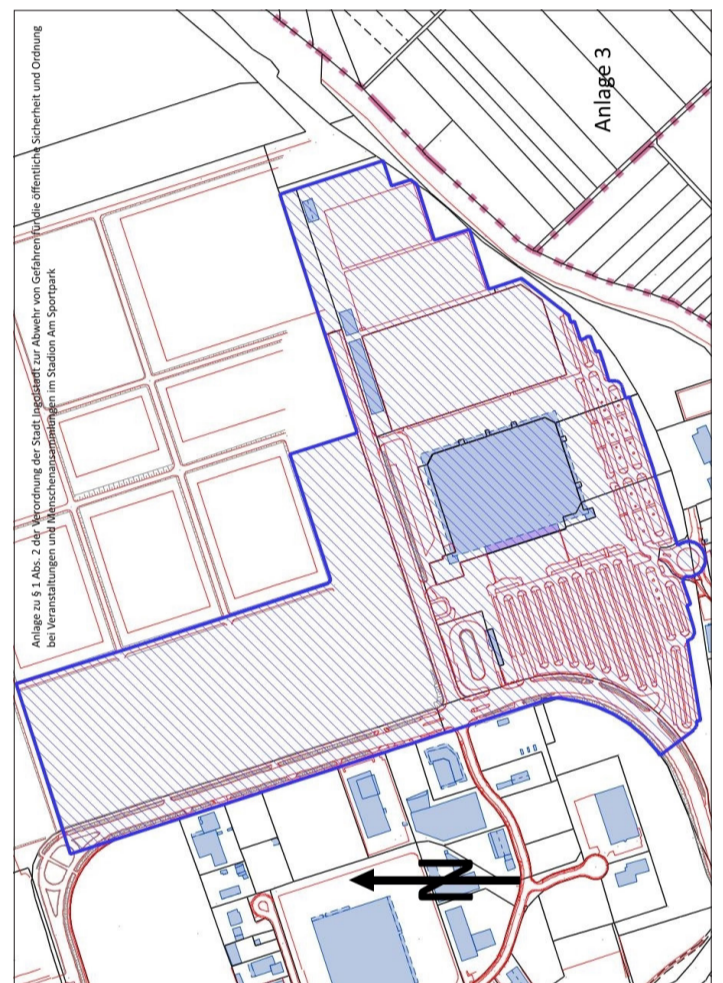 Anlage zu § 1 Abs. 2 der Verordnung der Stadt Ingolstadt zur Abwehr von Gefahren für die öffentliche Sicherheit und Ordnung
bei Veranstaltungen und Menschenansammlungen im Stadion Am Sportpark
Anlage 3
N